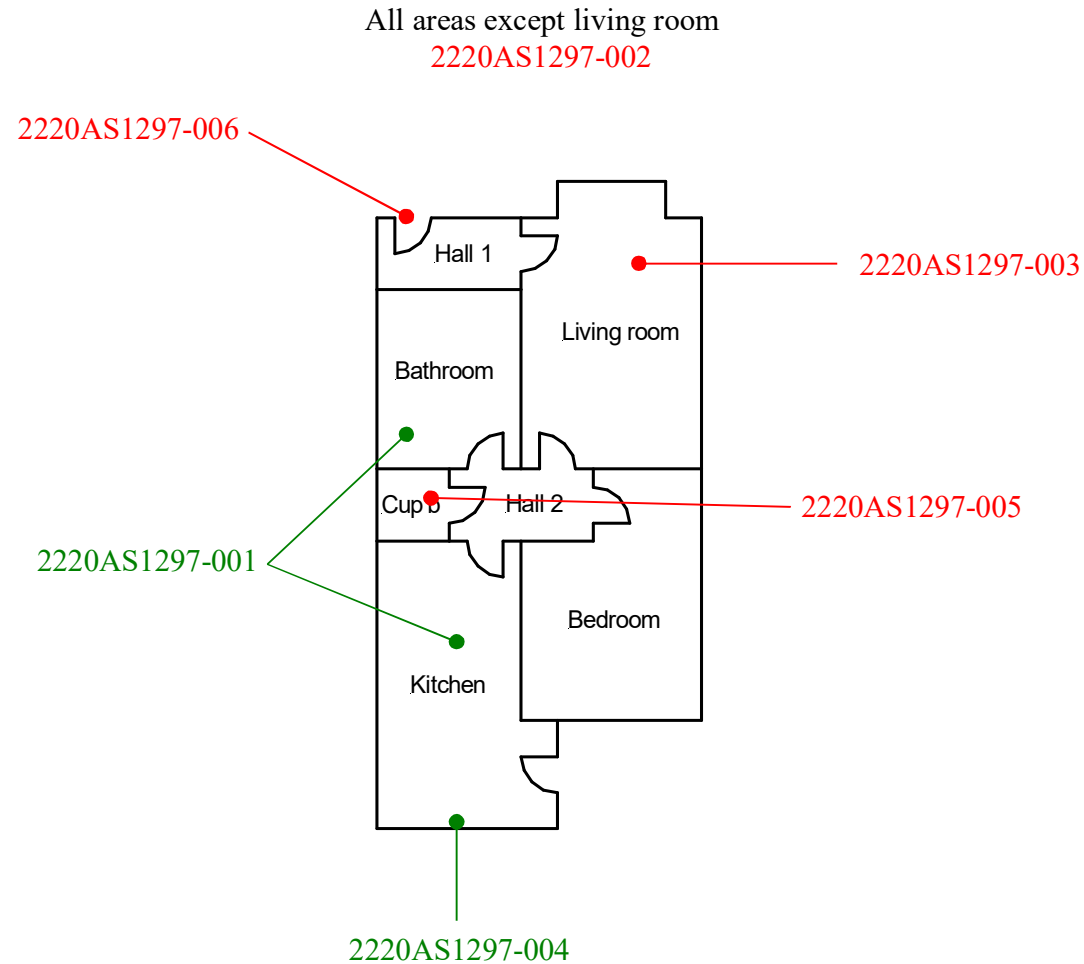 All areas except living room
2220AS1297-002
2220AS1297-006
Hall 1
2220AS1297-003
Living room
Bathroom
Cup b
Hall 2
2220AS1297-005
2220AS1297-001
Bedroom
Kitchen
2220AS1297-004